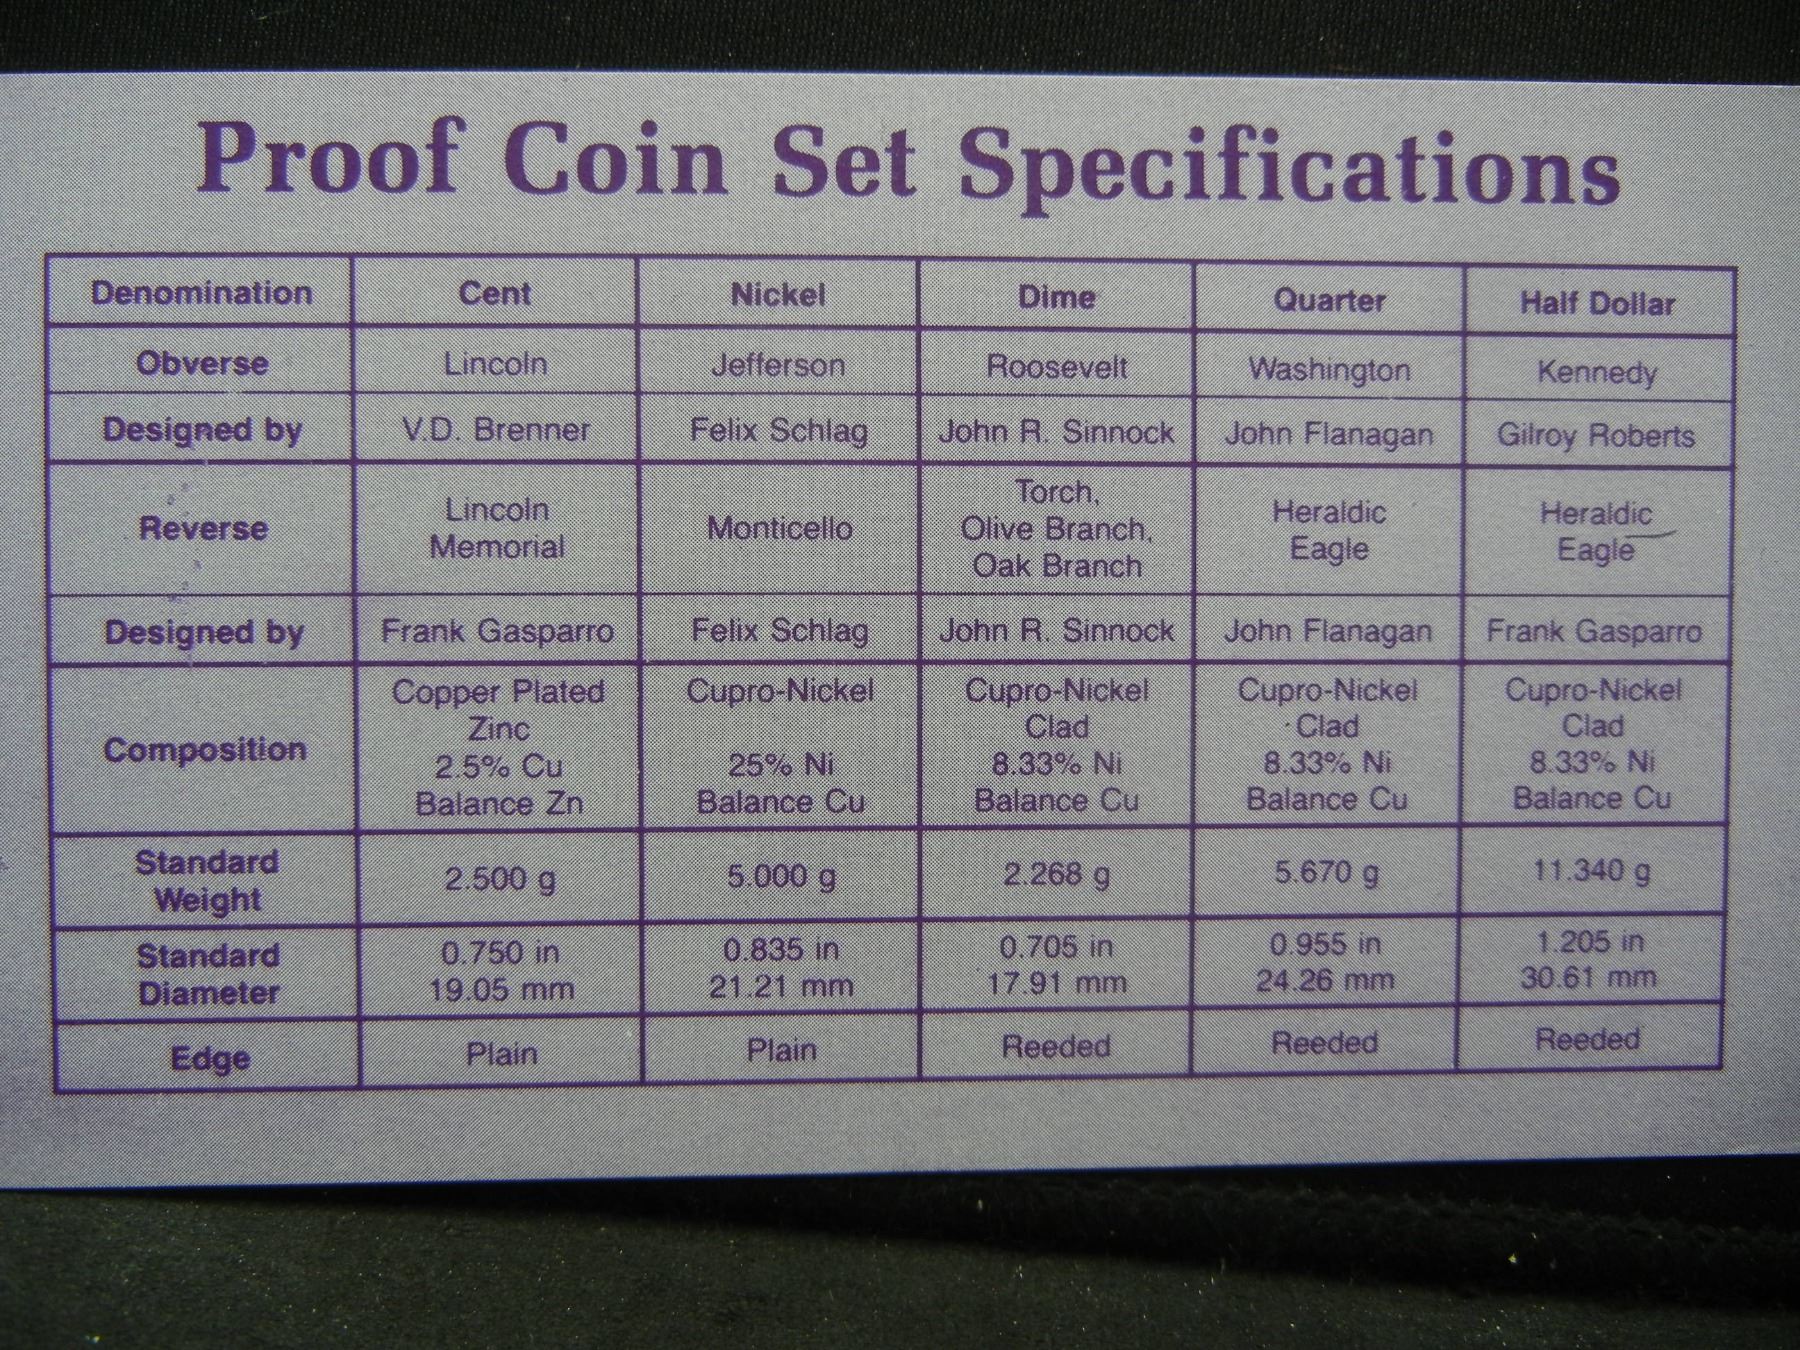 Proof Coin Set Specifications
Denomination Cent Nickel Dime Quarter Half Dollar
Obverse Lincoln Jefferson Roosevelt Washington Kennedy
Designed by V.D. Brenner Felix Schlag John R. Sinnock John Flanagan Gilroy Roberts
Reverse
Lincoln
Memorial
Monticello
Torch,
Olive Branch,
Oak Branch
Heraldic
Eagle
Heraldic
Eagle
Designed by Frank Gasparro Felix Schlag John R. Sinnock John Flanagan Frank Gasparro
Composition
Copper Plated
Zinc
2.5% Cu
Balance Zn
Cupro-Nickel
25% Ni
Balance Cu
Cupro-Nickel
Clad
8.33% Ni
Balance Cu
Cupro-Nickel
Clad
8.33% Ni
Balance Cu
Cupro-Nickel
Clad
8.33% Ni
Balance Cu
Standard
Weight
2.500 g 5.000 g 2.268 g 5.670 g 11.340 g
Standard
Diameter
0.750 in
19.05 mm
0.835 in
21.21 mm
0.705 in
17.91 mm
0.955 in
24.26 mm
1.205 in
30.61 mm
Edge Plain Plain Reeded Reeded Reeded